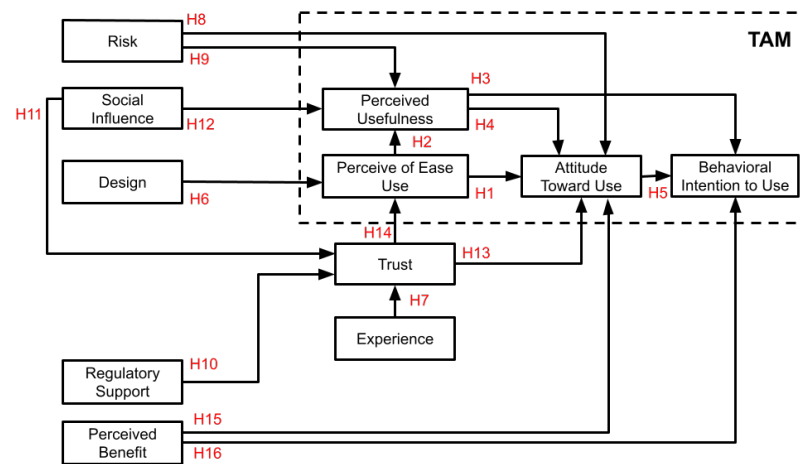 H8
TAM
Risk
H9
H3
Social
Influence
Perceived
Usefulness
H11
H12
H4
H2
Design
Perceive of Ease
Use
Attitude
Toward Use
Behavioral
Intention to Use
H6
H1
H5
H14
Trust
H13
H7
Experience
Regulatory
Support
H10
H15
Perceived
Benefit
H16